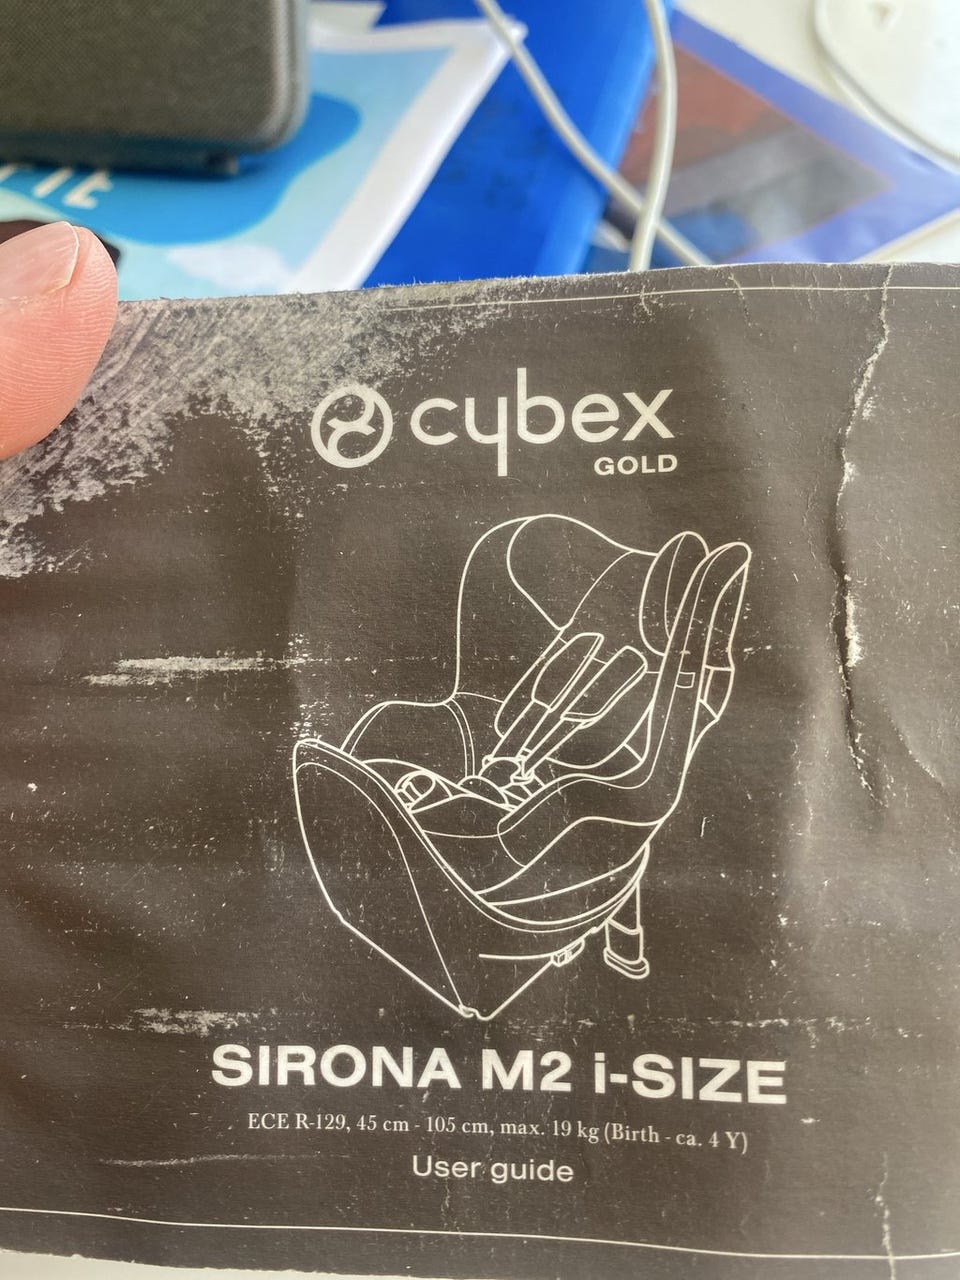 cybex
GOLD
SIRONA M2 i-SIZE
ECE R-129, 45 cm - 105 cm, max. 19 kg (Birth - ca. 4 Y)
User guide